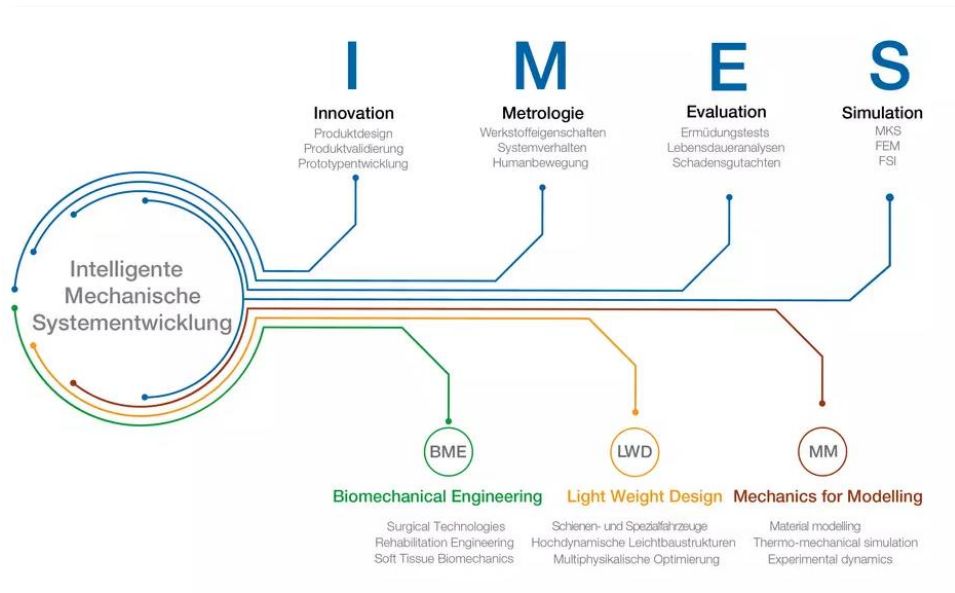 I M E S
Innovation
Produktdesign
Produktvalidierung
Prototypentwicklung
Metrologie
Werkstoffeigenschaften
Systemverhalten
Humanbewegung
Evaluation
Ermüdungstests
Lebensdaueranalysen
Schadensgutachten
Simulation
MKS
FEM
FSI
Intelligente
Mechanische
Systementwicklung
BME
Biomechanical Engineering
Surgical Technologies
Rehabilitation Engineering
Soft Tissue Biomechanics
LWD
Light Weight Design
Schienen- und Spezialfahrzeuge
Hochdynamische Leichtbaustrukturen
Multiphysikalische Optimierung
MM
Mechanics for Modelling
Material modelling
Thermo-mechanical simulation
Experimental dynamics